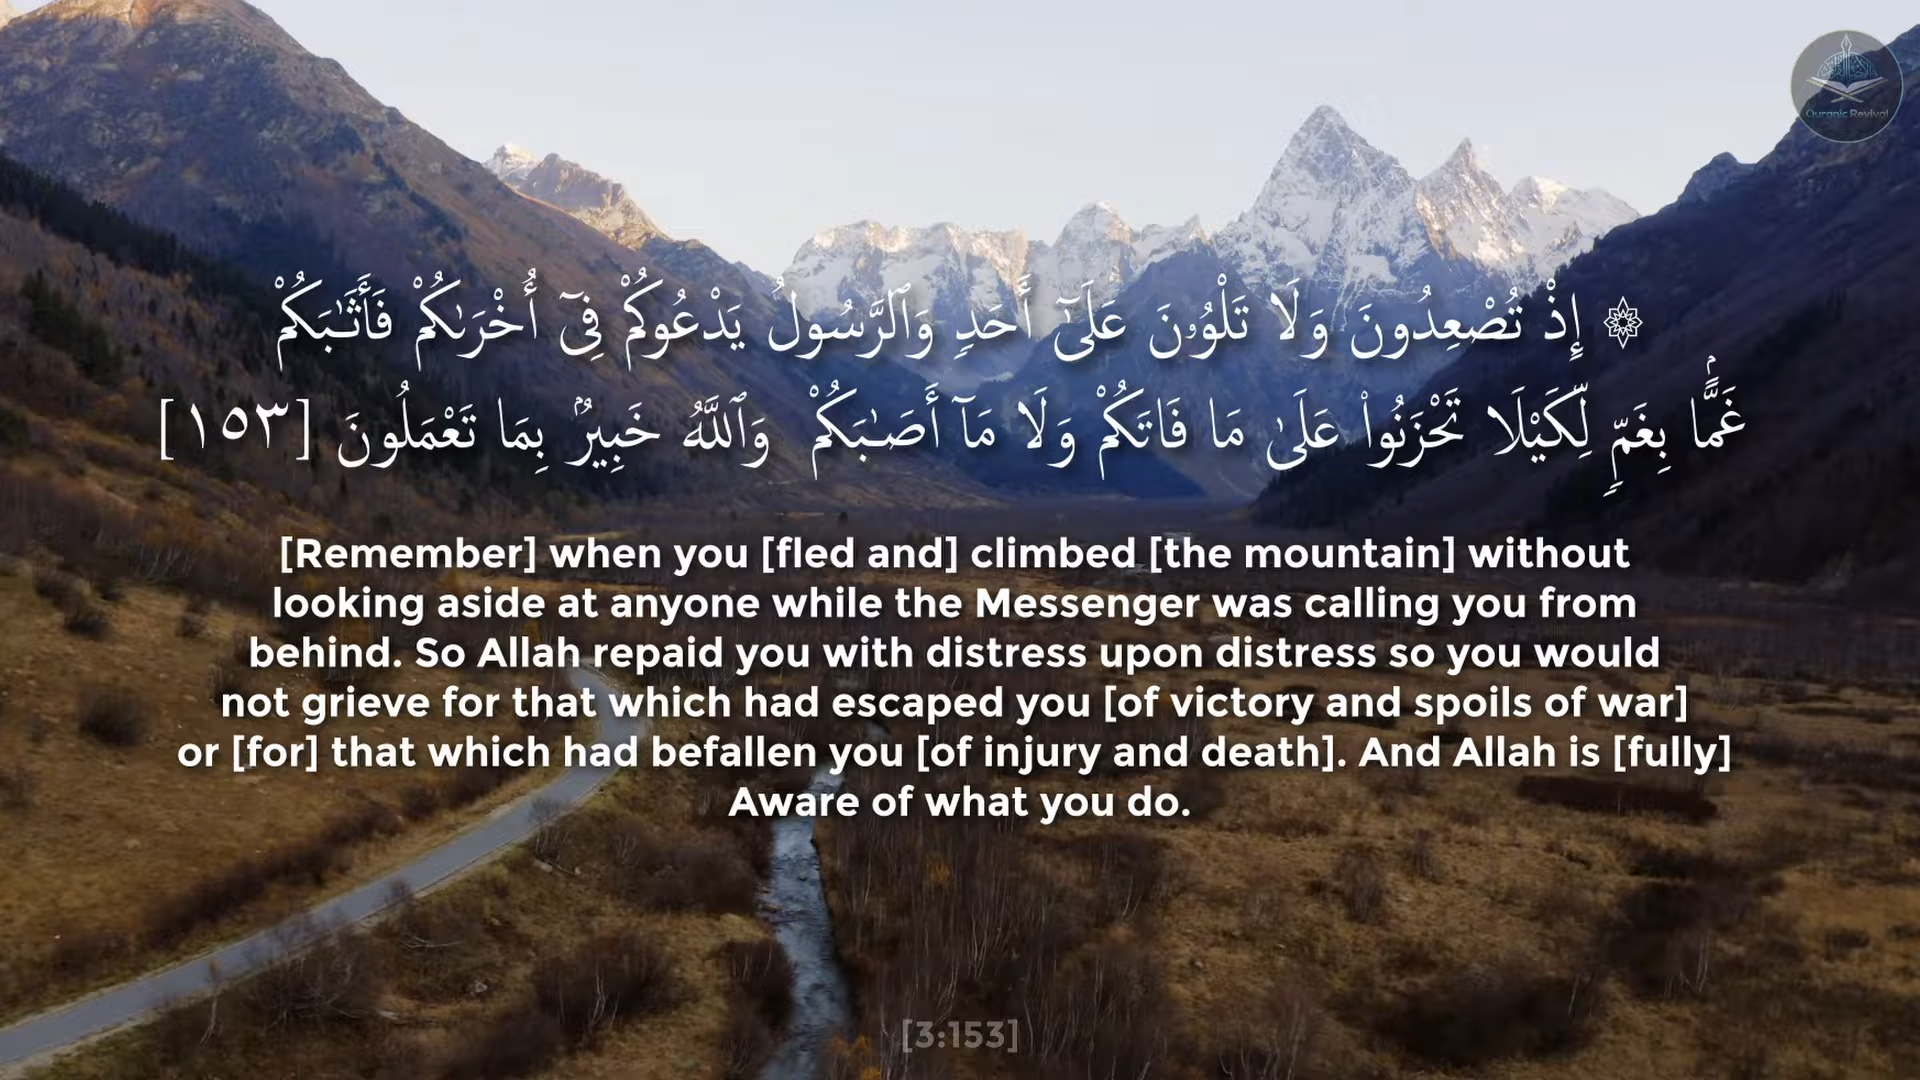 Quranic Revival
۞ إِذْ تُصْعِدُونَ وَلَا تَلْوُۥنَ عَلَىٰٓ أَحَدٍ وَٱلرَّسُولُ يَدْعُوكُمْ فِىٓ أُخْرَىٰكُمْ فَأَثَـٰبَكُمْ
غَمًّۢا بِغَمٍّ لِّكَيْلَا تَحْزَنُوا۟ عَلَىٰ مَا فَاتَكُمْ وَلَا مَآ أَصَـٰبَكُمْ وَٱللَّهُ خَبِيرٌۢ بِمَا تَعْمَلُونَ [١٥٣]
[Remember] when you [fled and] climbed [the mountain] without
looking aside at anyone while the Messenger was calling you from
behind. So Allah repaid you with distress upon distress so you would
not grieve for that which had escaped you [of victory and spoils of war]
or [for] that which had befallen you [of injury and death]. And Allah is [fully]
Aware of what you do.
[3:153]